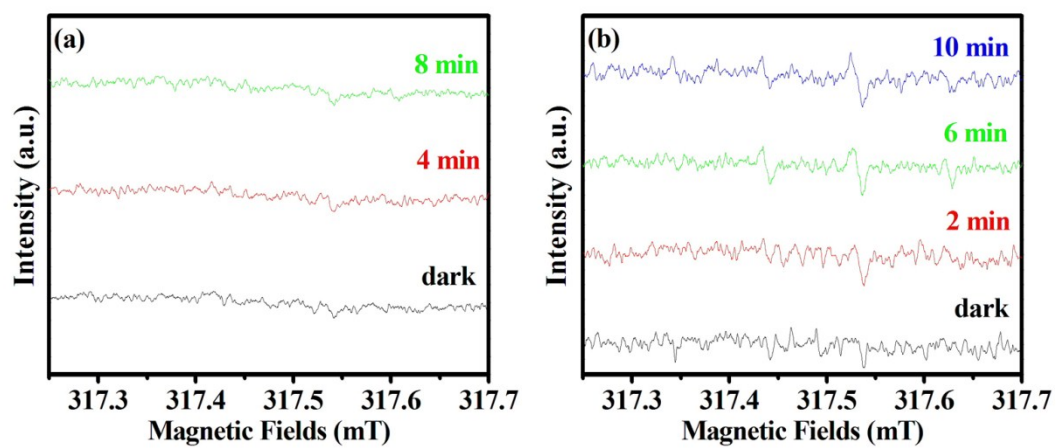 (a)
8 min
4 min
dark
Intensity (a.u.)
317.3 317.4 317.5 317.6 317.7
Magnetic Fields (mT)
(b)
10 min
6 min
2 min
dark
Intensity (a.u.)
317.3 317.4 317.5 317.6 317.7
Magnetic Fields (mT)